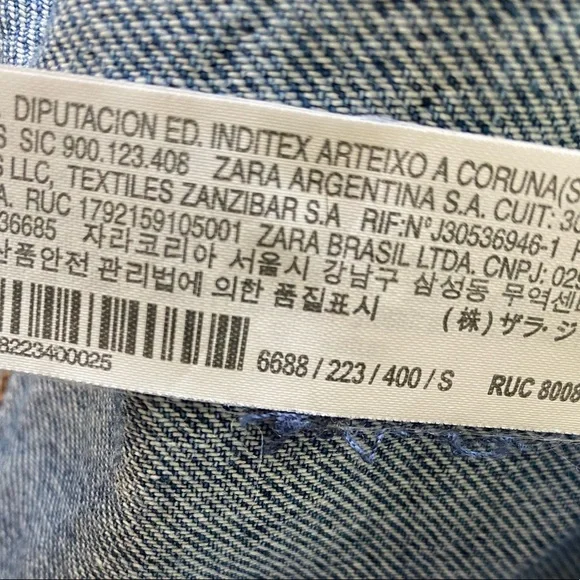 DIPUTACION ED. INDITEX ARTEIXO A CORUNA(S
S SIC 900.123.408 ZARA ARGENTINA S.A. CUIT: 30
S LLC, TEXTILES ZANZIBAR S.A RIF:NºJ30536946-1
A. RUC 1792159105001 ZARA BRASIL LTDA. CNPJ: 02
36685 자라코리아 서울시 강남구 삼성동 무역센
산품안전 관리법에 의한 품질표시 (株) ザラ・ジ
8223400025 6688 / 223 / 400 / S RUC 8008